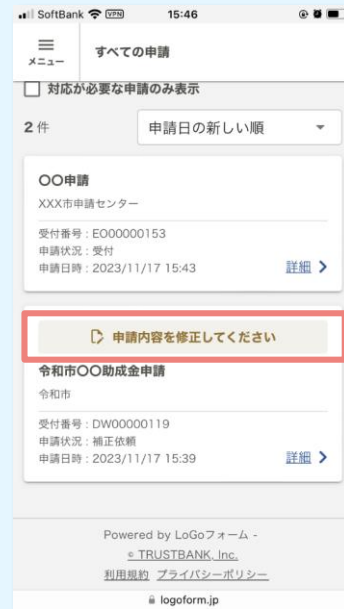 SoftBank VPN 15:46
メニュー
すべての申請
対応が必要な申請のみ表示
2 件
申請日の新しい順
〇〇申請
XXX市申請センター
受付番号 : EO00000153
申請状況 : 受付
申請日時 : 2023/11/17 15:43
詳細
申請内容を修正してください
令和市〇〇助成金申請
令和市
受付番号 : DW00000119
申請状況 : 補正依頼
申請日時 : 2023/11/17 15:39
詳細
Powered by LoGoフォーム -
© TRUSTBANK, Inc.
利用規約 プライバシーポリシー
logoform.jp